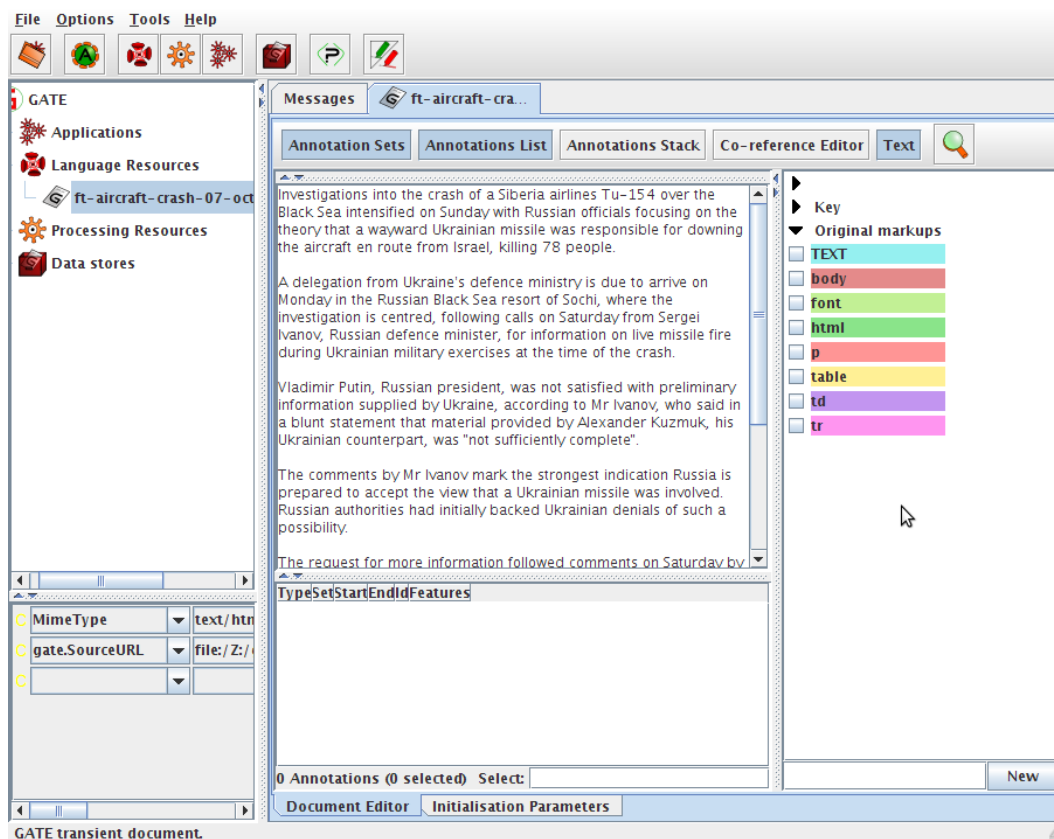 File Options Tools Help
GATE
Applications
Language Resources
ft-aircraft-crash-07-oct
Processing Resources
Data stores
MimeType text/htm
gate.SourceURL file:/Z:/
Messages ft-aircraft-cra...
Annotation Sets Annotations List Annotations Stack Co-reference Editor Text
Investigations into the crash of a Siberia airlines Tu-154 over the
Black Sea intensified on Sunday with Russian officials focusing on the
theory that a wayward Ukrainian missile was responsible for downing
the aircraft en route from Israel, killing 78 people.
A delegation from Ukraine's defence ministry is due to arrive on
Monday in the Russian Black Sea resort of Sochi, where the
investigation is centred, following calls on Saturday from Sergei
Ivanov, Russian defence minister, for information on live missile fire
during Ukrainian military exercises at the time of the crash.
Vladimir Putin, Russian president, was not satisfied with preliminary
information supplied by Ukraine, according to Mr Ivanov, who said in
a blunt statement that material provided by Alexander Kuzmuk, his
Ukrainian counterpart, was "not sufficiently complete".
The comments by Mr Ivanov mark the strongest indication Russia is
prepared to accept the view that a Ukrainian missile was involved.
Russian authorities had initially backed Ukrainian denials of such a
possibility.
The request for more information followed comments on Saturday by
Type Set Start End Id Features
0 Annotations (0 selected) Select:
Document Editor Initialisation Parameters
Key
Original markups
TEXT
body
font
html
p
table
td
tr
New
GATE transient document.